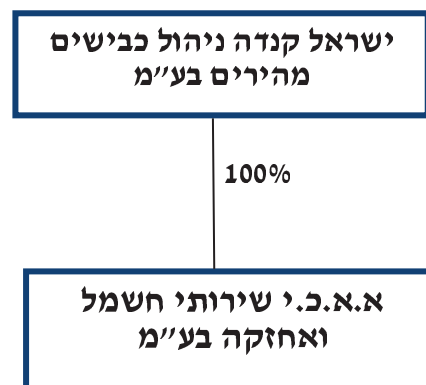 ישראל קנדה ניהול כבישים
מהירים בע״מ
100%
א.א.כ.י שירותי חשמל
ואחזקה בע״מ